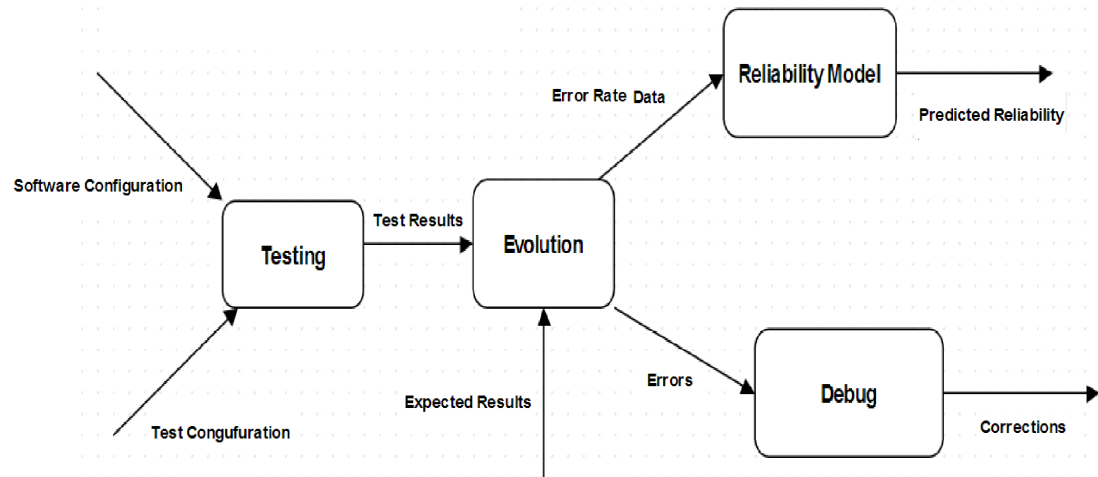 Reliability Model
Error Rate Data
Predicted Reliability
Software Configuration
Test Results
Testing
Evolution
Errors
Expected Results
Debug
Test Congufuration
Corrections